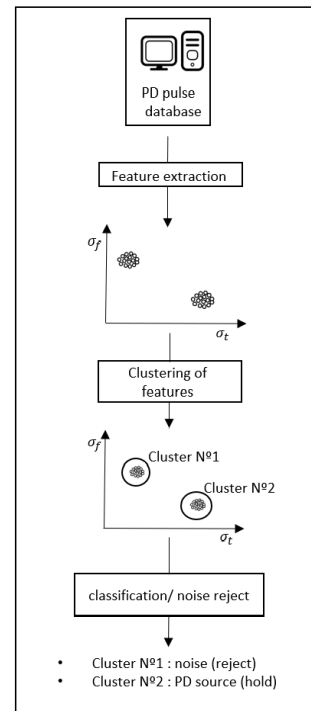 PD pulse
database
Feature extraction
σf
σt
Clustering of
features
σf
Cluster Nº1
Cluster Nº2
σt
classification/ noise reject
• Cluster Nº1 : noise (reject)
• Cluster Nº2 : PD source (hold)